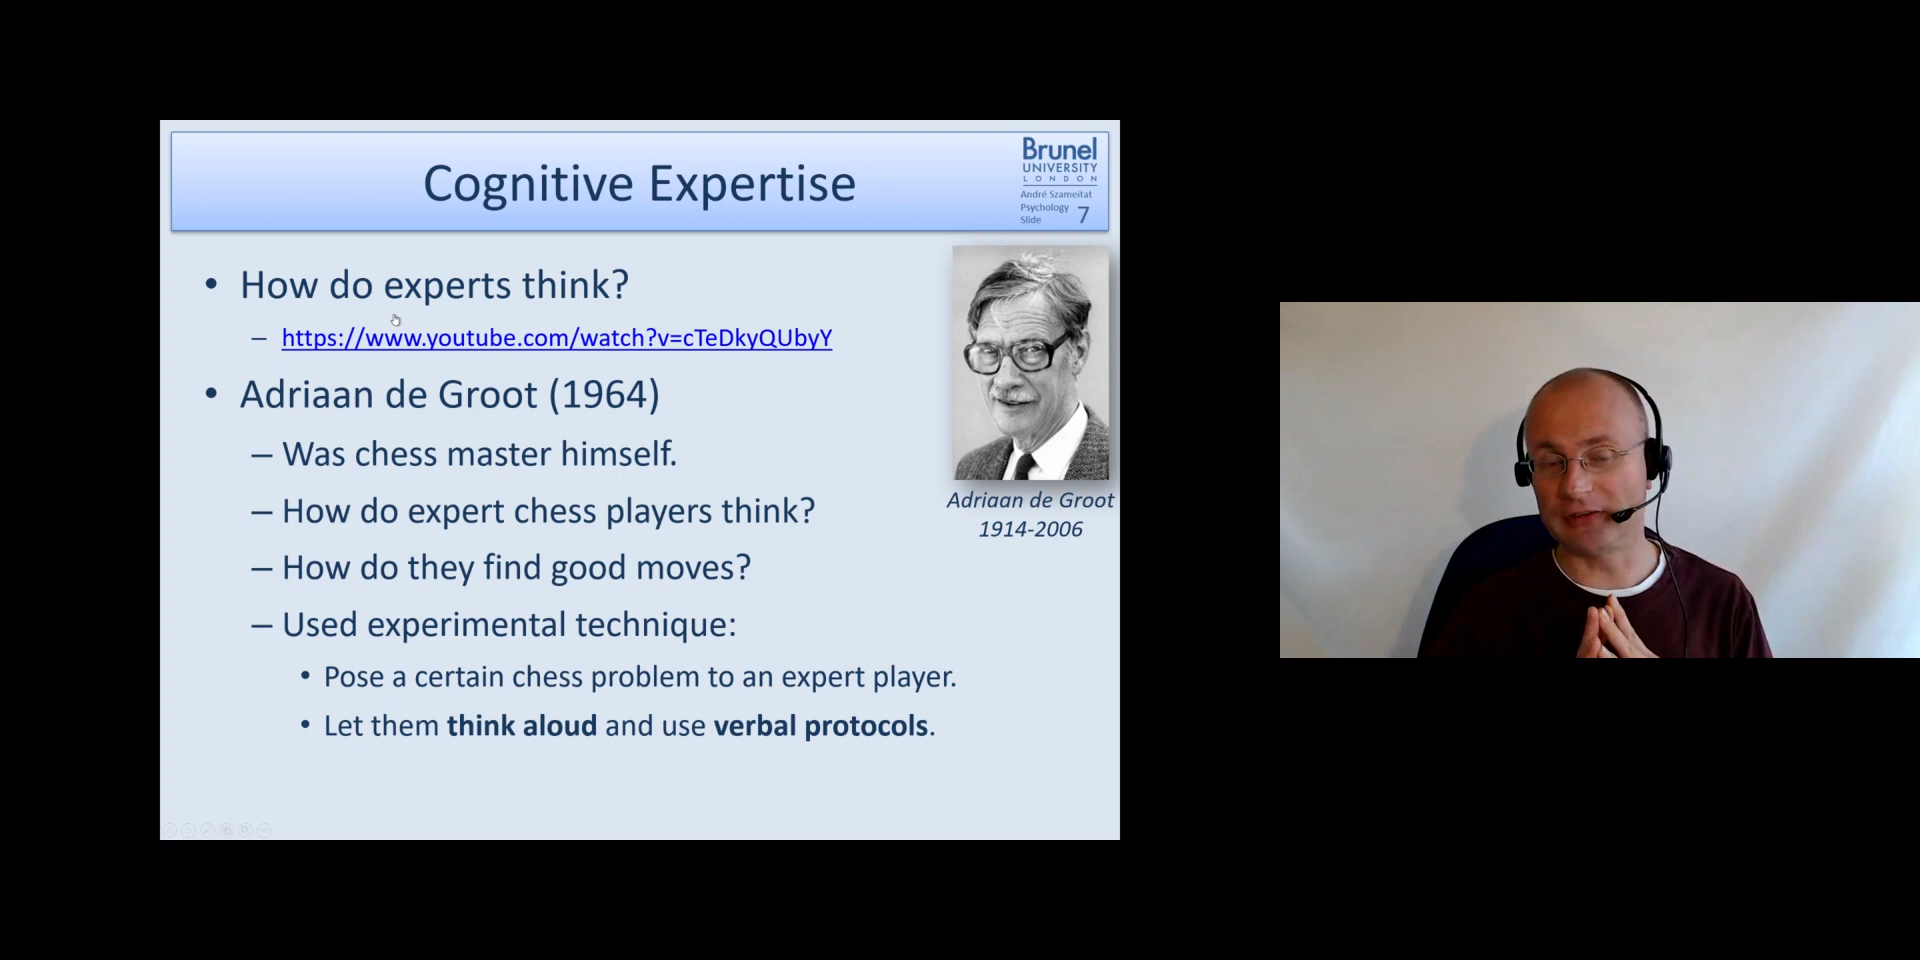 Cognitive Expertise
Brunel
UNIVERSITY
LONDON
André Szameitat
Psychology
Slide 7
• How do experts think?
– https://www.youtube.com/watch?v=cTeDkyQUbyY
• Adriaan de Groot (1964)
– Was chess master himself.
– How do expert chess players think?
– How do they find good moves?
– Used experimental technique:
• Pose a certain chess problem to an expert player.
• Let them think aloud and use verbal protocols.
Adriaan de Groot
1914-2006